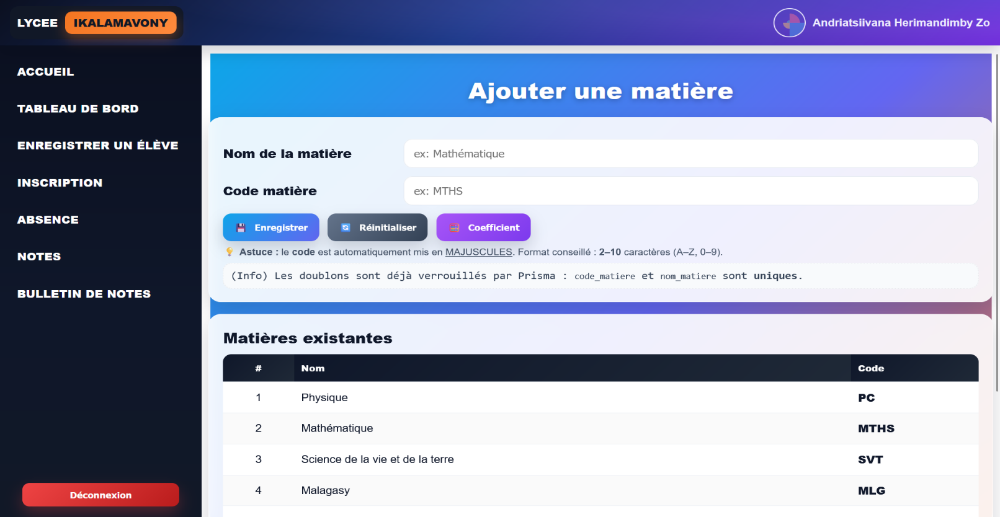 LYCEE IKALAMAVONY
Andriatsiivana Herimandimby Zo
ACCUEIL
TABLEAU DE BORD
ENREGISTRER UN ÉLÈVE
INSCRIPTION
ABSENCE
NOTES
BULLETIN DE NOTES
Déconnexion
Ajouter une matière
Nom de la matière ex: Mathématique
Code matière ex: MTHS
Enregistrer Réinitialiser Coefficient
Astuce : le code est automatiquement mis en MAJUSCULES. Format conseillé : 2–10 caractères (A–Z, 0–9).
(Info) Les doublons sont déjà verrouillés par Prisma : code_matiere et nom_matiere sont uniques.
Matières existantes
# Nom Code
1 Physique PC
2 Mathématique MTHS
3 Science de la vie et de la terre SVT
4 Malagasy MLG